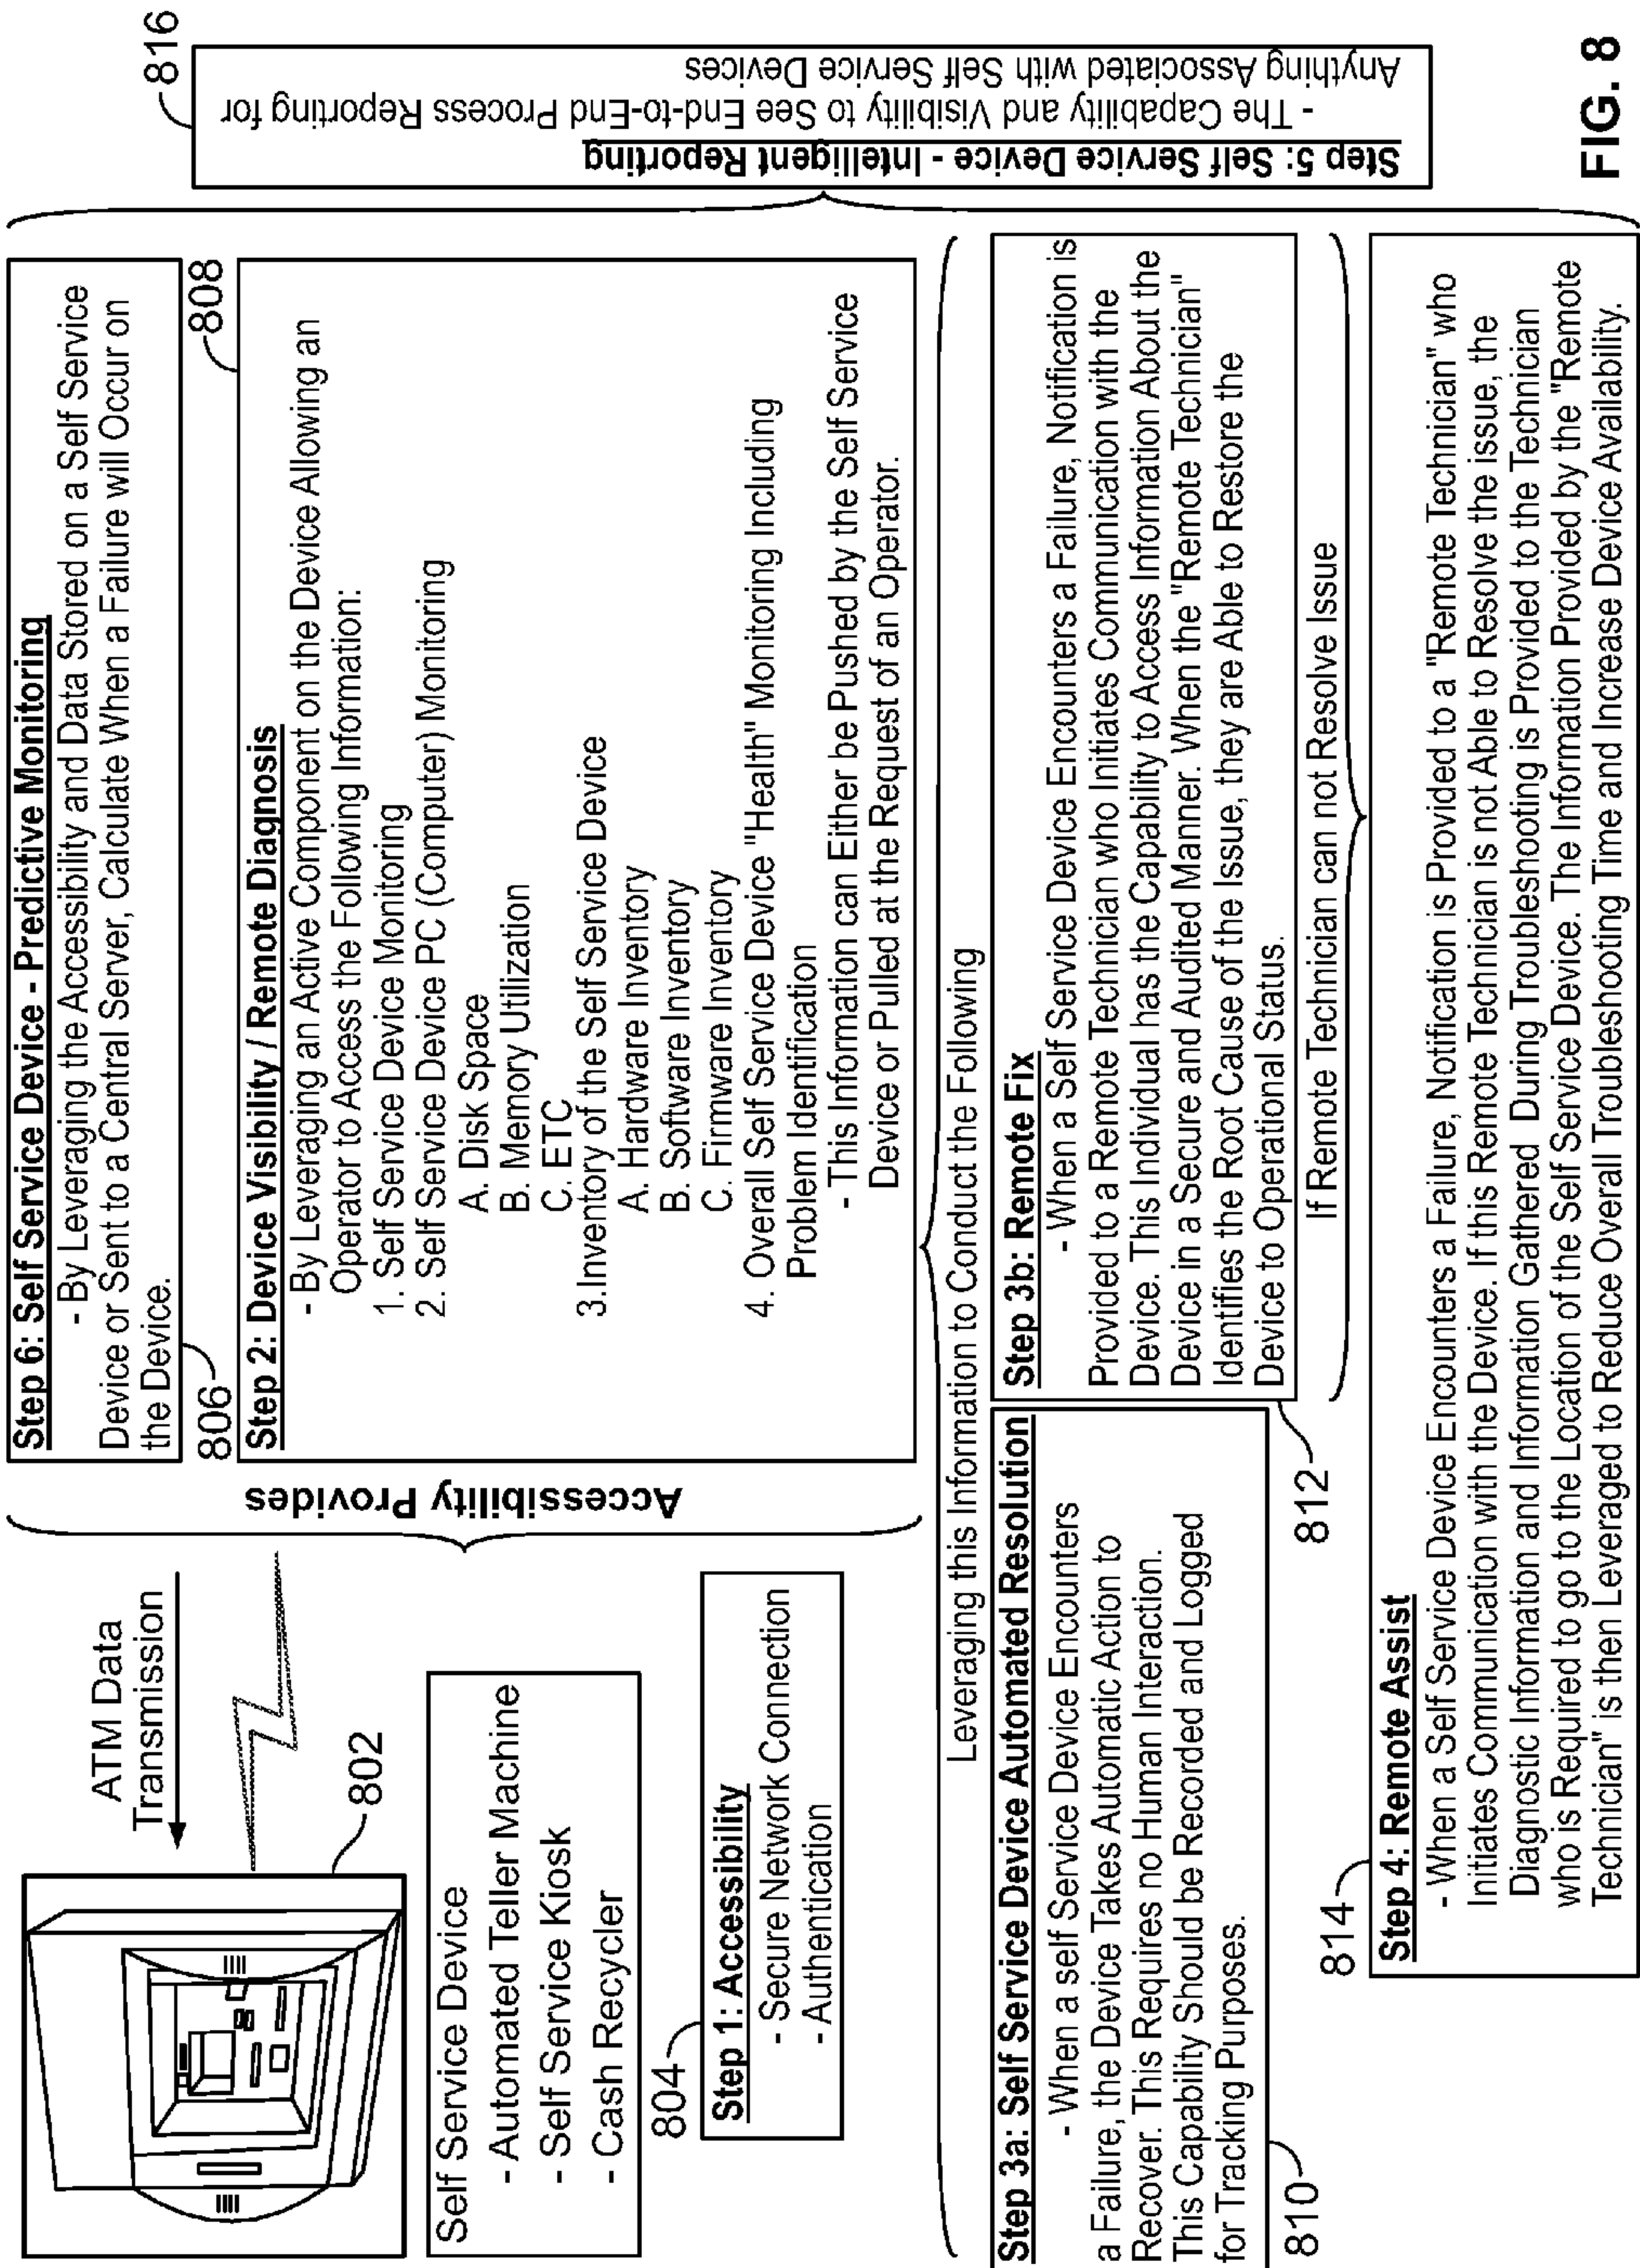 ATM Data
Transmission
802
Self Service Device
- Automated Teller Machine
- Self Service Kiosk
- Cash Recycler
804
Step 1: Accessibility
- Secure Network Connection
- Authentication
Accessibility Provides
Step 6: Self Service Device - Predictive Monitoring
- By Leveraging the Accessibility and Data Stored on a Self Service
Device or Sent to a Central Server, Calculate When a Failure will Occur on
the Device.
806
808
Step 2: Device Visibility / Remote Diagnosis
- By Leveraging an Active Component on the Device Allowing an
Operator to Access the Following Information:
1. Self Service Device Monitoring
2. Self Service Device PC (Computer) Monitoring
A. Disk Space
B. Memory Utilization
C. ETC
3.Inventory of the Self Service Device
A. Hardware Inventory
B. Software Inventory
C. Firmware Inventory
4. Overall Self Service Device "Health" Monitoring Including
Problem Identification
- This Information can Either be Pushed by the Self Service
Device or Pulled at the Request of an Operator.
Leveraging this Information to Conduct the Following
Step 3a: Self Service Device Automated Resolution
- When a self Service Device Encounters
a Failure, the Device Takes Automatic Action to
Recover. This Requires no Human Interaction.
This Capability Should be Recorded and Logged
for Tracking Purposes.
810
Step 3b: Remote Fix
- When a Self Service Device Encounters a Failure, Notification is
Provided to a Remote Technician who Initiates Communication with the
Device. This Individual has the Capability to Access Information About the
Device in a Secure and Audited Manner. When the "Remote Technician"
Identifies the Root Cause of the Issue, they are Able to Restore the
Device to Operational Status.
812
If Remote Technician can not Resolve Issue
814
Step 4: Remote Assist
- When a Self Service Device Encounters a Failure, Notification is Provided to a "Remote Technician" who
Initiates Communication with the Device. If this Remote Technician is not Able to Resolve the issue, the
Diagnostic Information and Information Gathered During Troubleshooting is Provided to the Technician
who is Required to go to the Location of the Self Service Device. The Information Provided by the "Remote
Technician" is then Leveraged to Reduce Overall Troubleshooting Time and Increase Device Availability.
816
Step 5: Self Service Device - Intelligent Reporting
- The Capability and Visibility to See End-to-End Process Reporting for
Anything Associated with Self Service Devices
FIG. 8